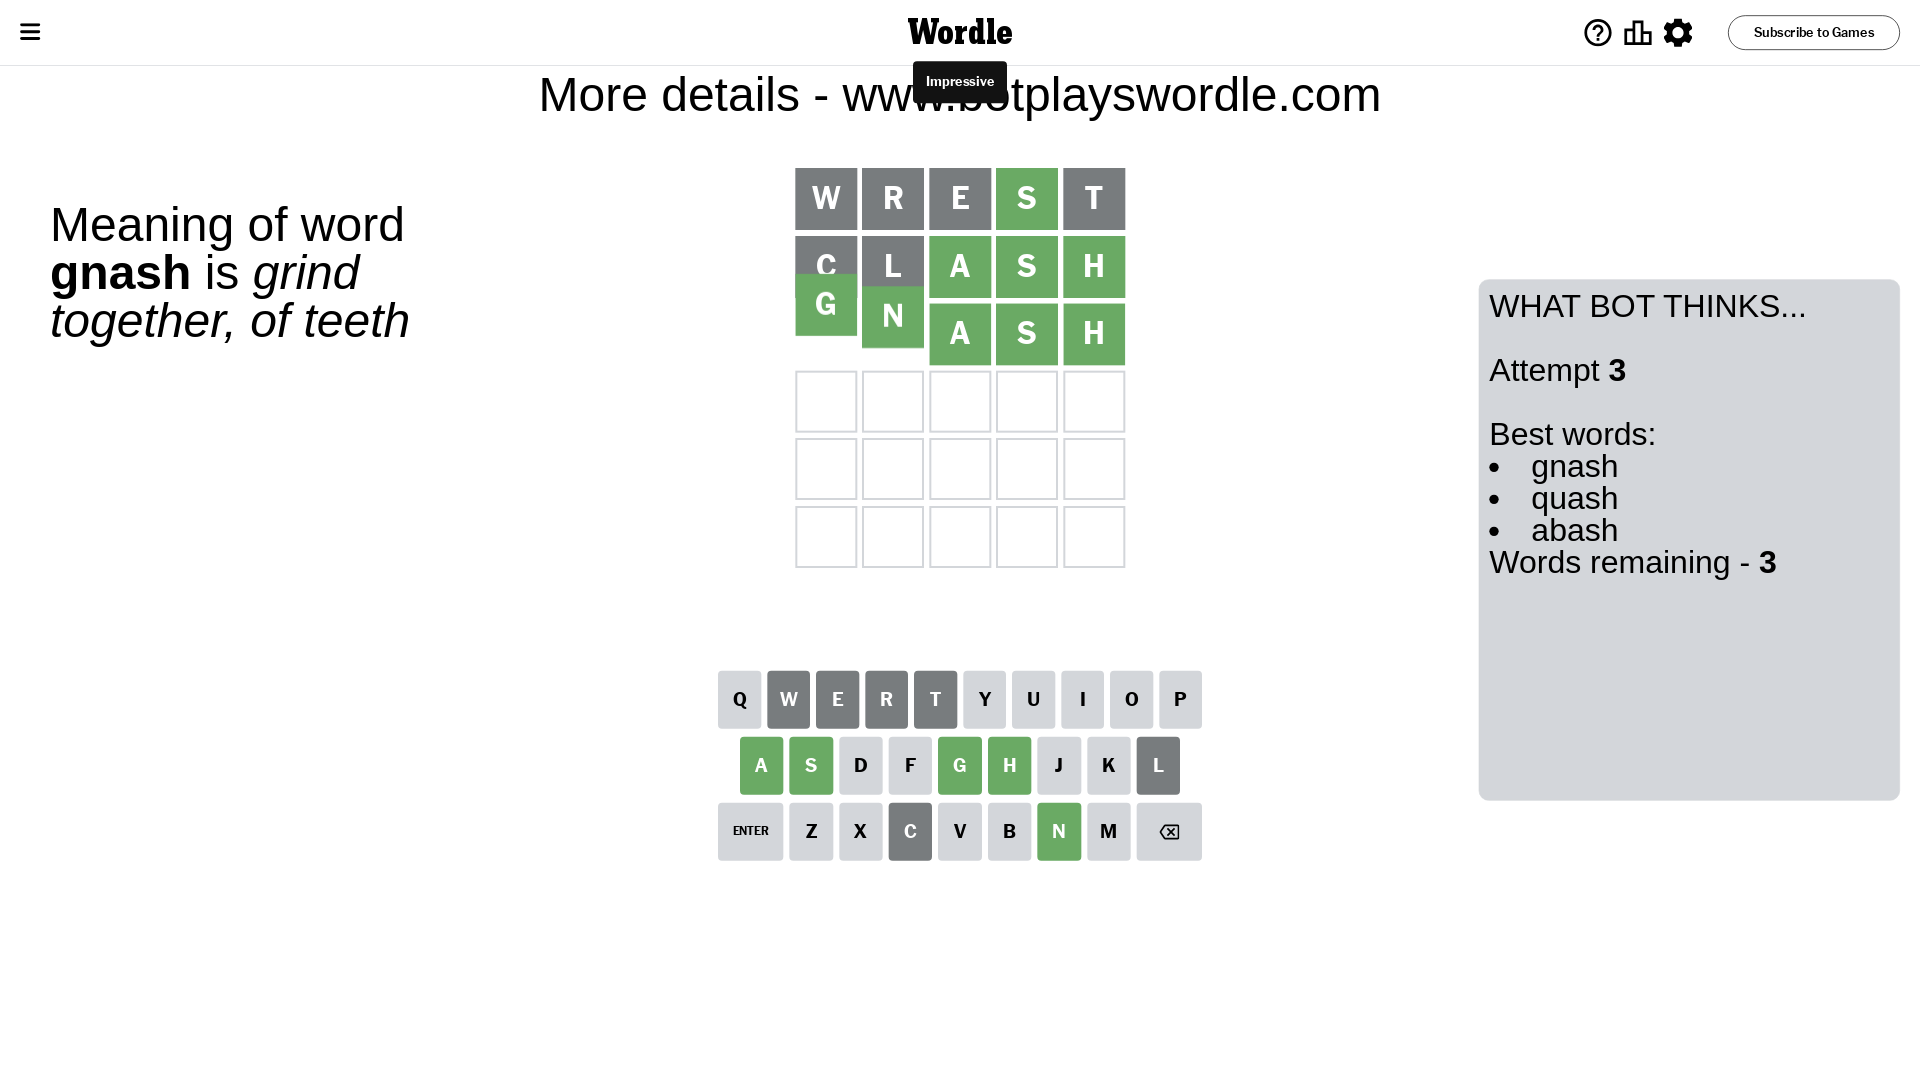 Wordle
Subscribe to Games
Impressive
More details - www.botplayswordle.com
Meaning of word
gnash is grind
together, of teeth
W R E S T
C L A S H
G N A S H
WHAT BOT THINKS...
Attempt 3
Best words:
• gnash
• quash
• abash
Words remaining - 3
Q W E R T Y U I O P
A S D F G H J K L
ENTER Z X C V B N M